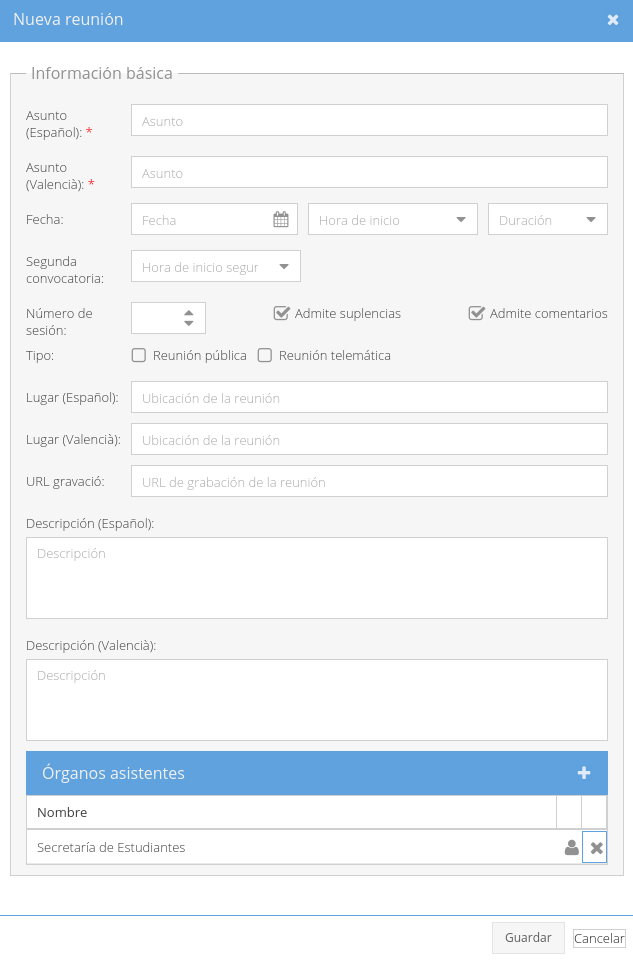 Nueva reunión
Información básica
Asunto
(Español): *
Asunto
Asunto
(Valencià): *
Asunto
Fecha:
Fecha
Hora de inicio
Duración
Segunda
convocatoria:
Hora de inicio segur
Número de
sesión:
Admite suplencias
Admite comentarios
Tipo:
Reunión pública
Reunión telemática
Lugar (Español):
Ubicación de la reunión
Lugar (Valencià):
Ubicación de la reunión
URL gravació:
URL de grabación de la reunión
Descripción (Español):
Descripción
Descripción (Valencià):
Descripción
Órganos asistentes
Nombre
Secretaría de Estudiantes
Guardar
Cancelar